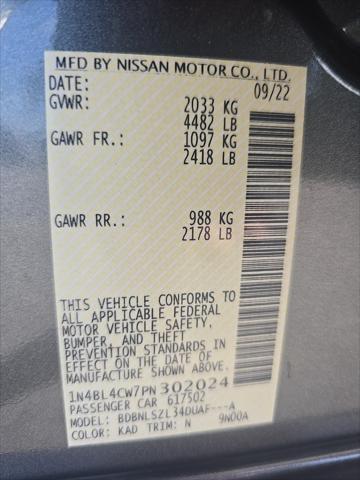 MFD BY NISSAN MOTOR CO., LTD.
DATE: 09/22
GVWR: 2033 KG
4482 LB
GAWR FR.: 1097 KG
2418 LB
GAWR RR.: 988 KG
2178 LB
THIS VEHICLE CONFORMS TO
ALL APPLICABLE FEDERAL
MOTOR VEHICLE SAFETY,
BUMPER, AND THEFT
PREVENTION STANDARDS IN
EFFECT ON THE DATE OF
MANUFACTURE SHOWN ABOVE.
1N4BL4CW7PN302024
PASSENGER CAR 617502
MODEL: BDBNLSZL34DUAF---A
COLOR: KAD TRIM: N 9N00A